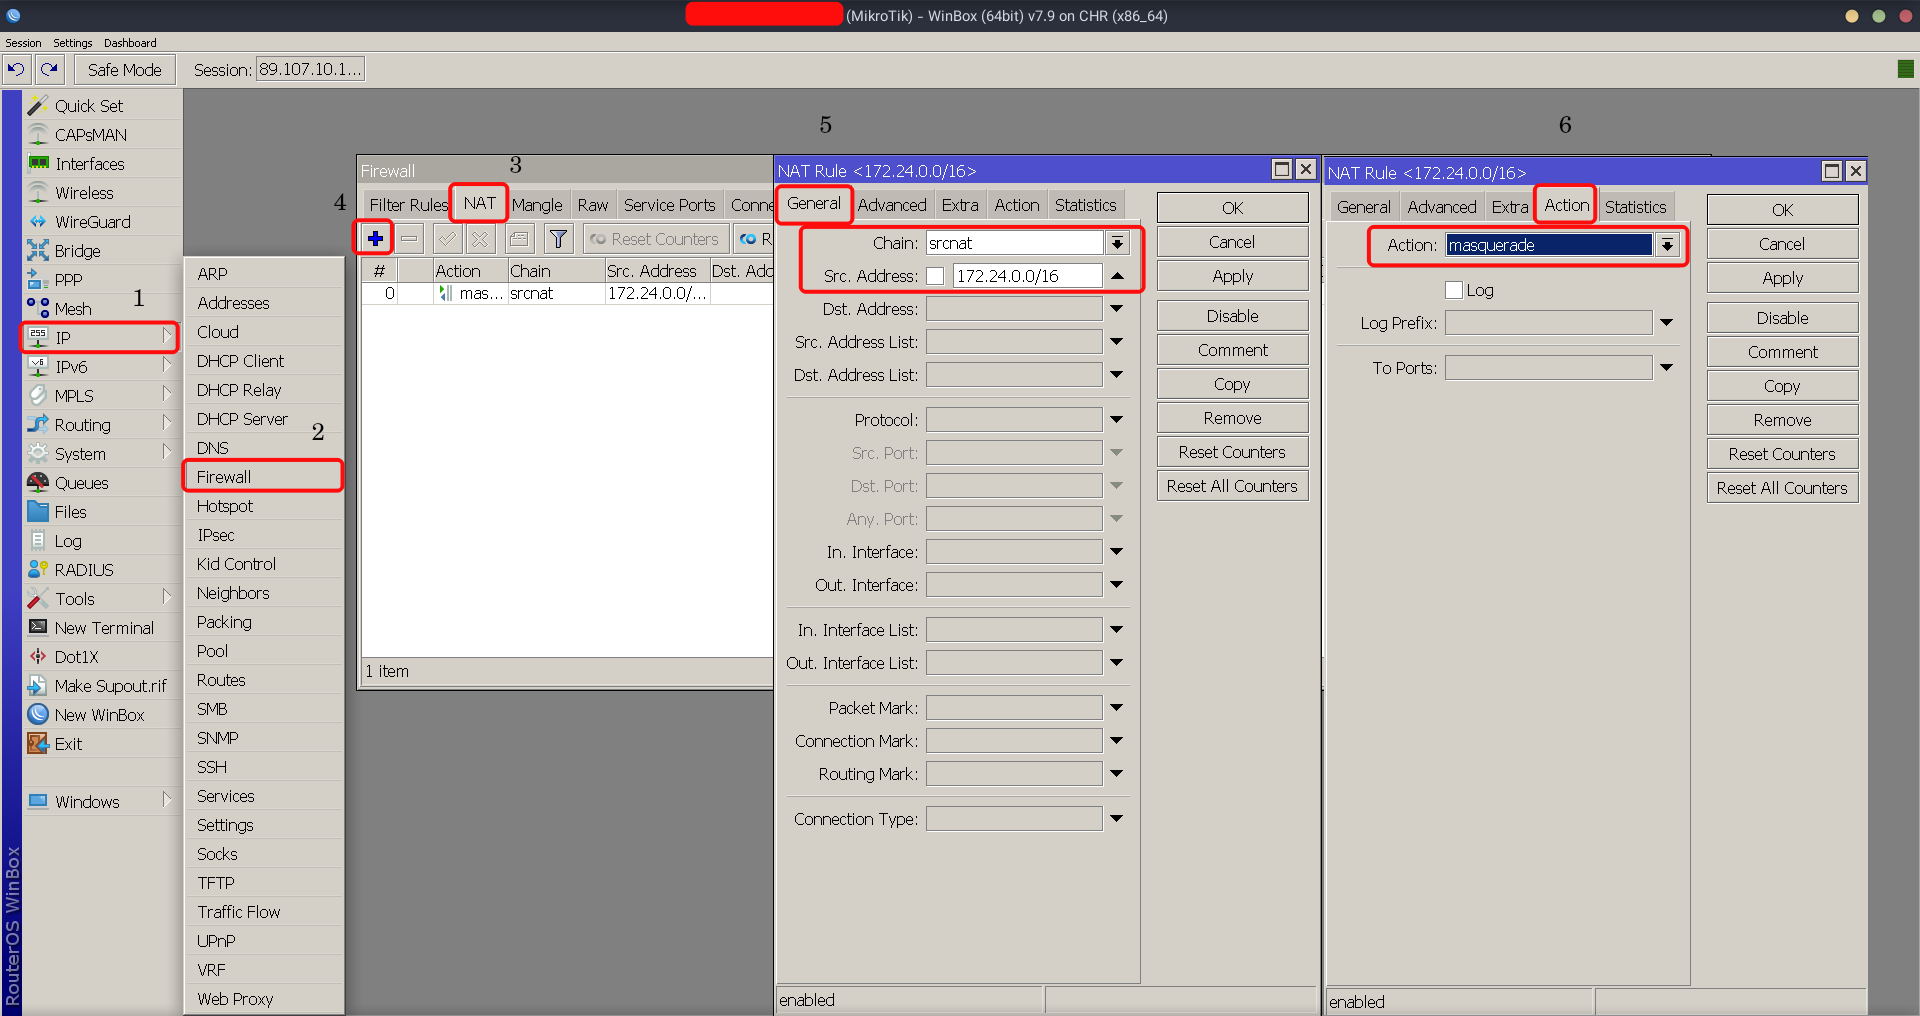 (MikroTik) - WinBox (64bit) v7.9 on CHR (x86_64)
Session Settings Dashboard
Safe Mode Session: 89.107.10.1...
Quick Set
CAPsMAN
Interfaces
Wireless
WireGuard
Bridge
PPP
Mesh
1
IP
IPv6
MPLS
Routing
System
Queues
Files
Log
RADIUS
Tools
New Terminal
Dot1X
Make Supout.rif
New WinBox
Exit
Windows
RouterOS WinBox
2
ARP
Addresses
Cloud
DHCP Client
DHCP Relay
DHCP Server
DNS
Firewall
Hotspot
IPsec
Kid Control
Neighbors
Packing
Pool
Routes
SMB
SNMP
SSH
Services
Settings
Socks
TFTP
Traffic Flow
UPnP
VRF
Web Proxy
3
4
Firewall
Filter Rules NAT Mangle Raw Service Ports Conne
Reset Counters R
# Action Chain Src. Address Dst. Add
0 mas... srcnat 172.24.0.0/...
1 item
5
NAT Rule <172.24.0.0/16>
General Advanced Extra Action Statistics
Chain: srcnat
Src. Address: 172.24.0.0/16
Dst. Address:
Src. Address List:
Dst. Address List:
Protocol:
Src. Port:
Dst. Port:
Any. Port:
In. Interface:
Out. Interface:
In. Interface List:
Out. Interface List:
Packet Mark:
Connection Mark:
Routing Mark:
Connection Type:
OK
Cancel
Apply
Disable
Comment
Copy
Remove
Reset Counters
Reset All Counters
enabled
6
NAT Rule <172.24.0.0/16>
General Advanced Extra Action Statistics
Action: masquerade
Log
Log Prefix:
To Ports:
OK
Cancel
Apply
Disable
Comment
Copy
Remove
Reset Counters
Reset All Counters
enabled